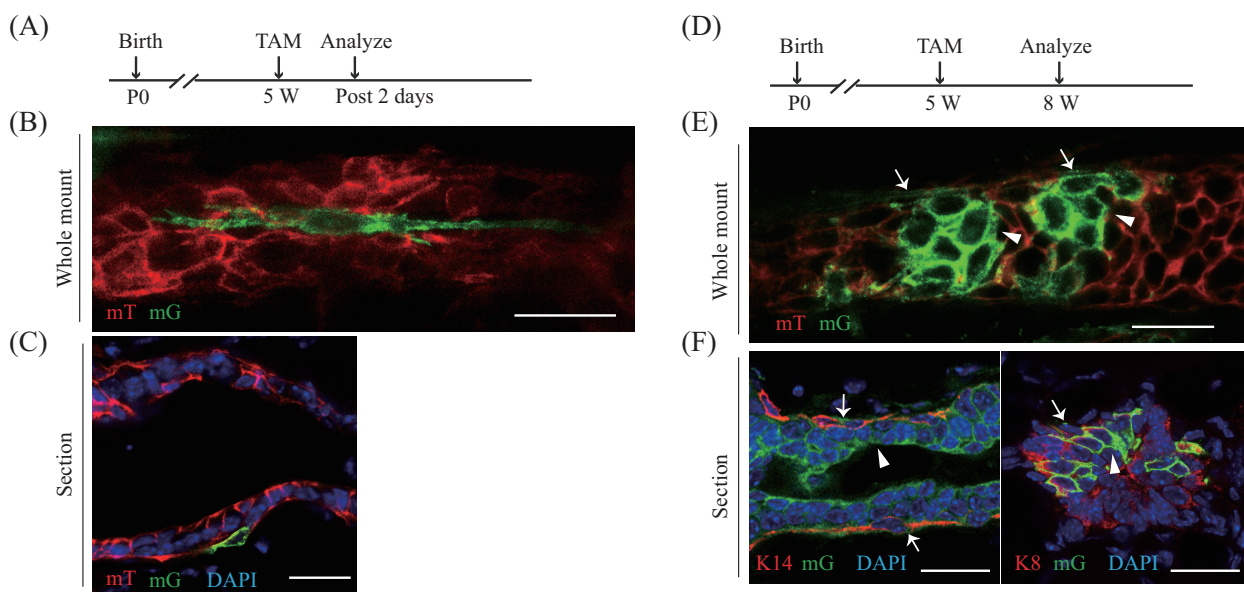 (A)
Birth TAM Analyze
P0 5 W Post 2 days
(B)
Whole mount
mT mG
(C)
Section
mT mG DAPI
(D)
Birth TAM Analyze
P0 5 W 8 W
(E)
Whole mount
mT mG
(F)
Section
K14 mG DAPI
K8 mG DAPI